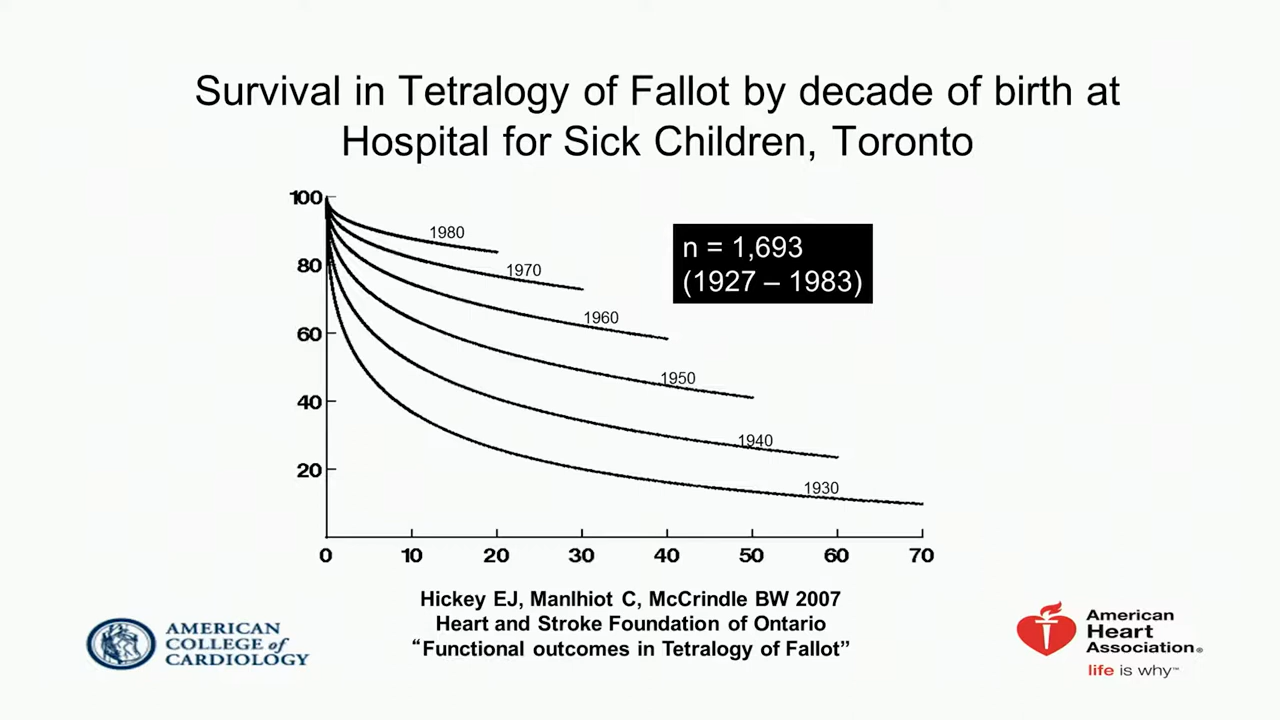 Survival in Tetralogy of Fallot by decade of birth at
Hospital for Sick Children, Toronto
100
80
60
40
20
1980
1970
1960
1950
1940
1930
n = 1,693
(1927 – 1983)
0 10 20 30 40 50 60 70
Hickey EJ, Manlhiot C, McCrindle BW 2007
Heart and Stroke Foundation of Ontario
“Functional outcomes in Tetralogy of Fallot”
AMERICAN
COLLEGE of
CARDIOLOGY
American
Heart
Association®
life is why™